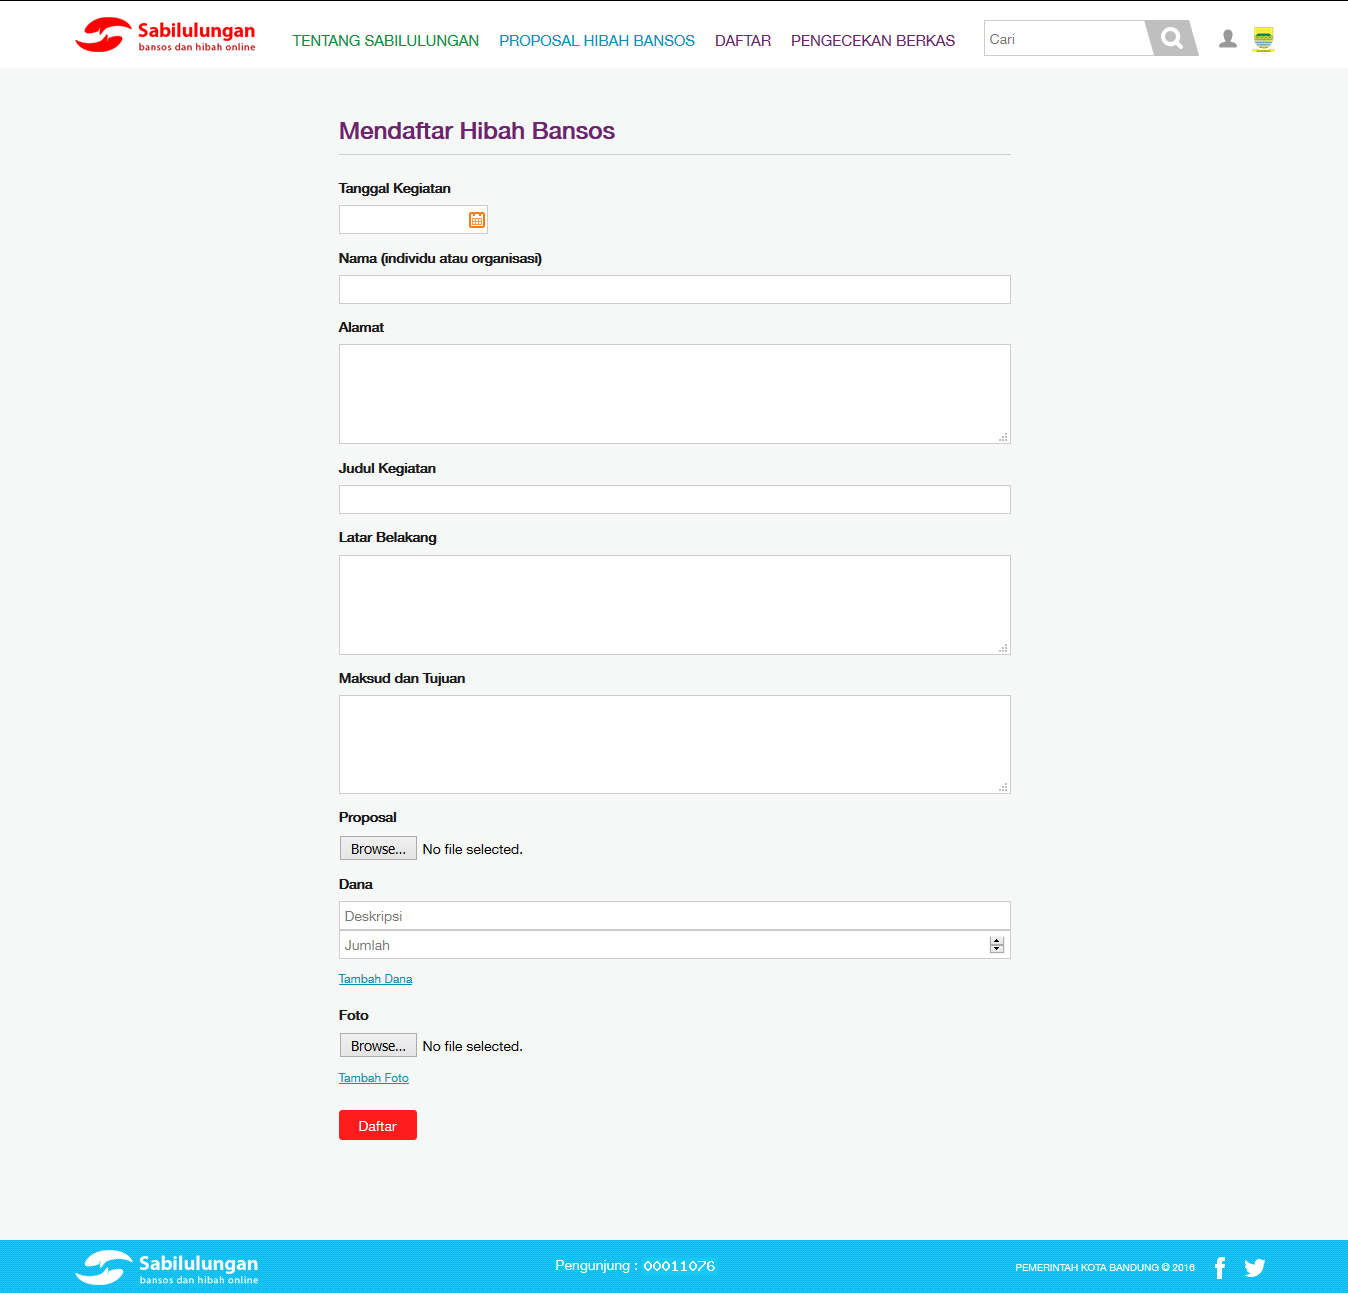 Sabilulungan
bansos dan hibah online
TENTANG SABILULUNGAN PROPOSAL HIBAH BANSOS DAFTAR PENGECEKAN BERKAS
Cari
Mendaftar Hibah Bansos
Tanggal Kegiatan
Nama (individu atau organisasi)
Alamat
Judul Kegiatan
Latar Belakang
Maksud dan Tujuan
Proposal
Browse... No file selected.
Dana
Deskripsi
Jumlah
Tambah Dana
Foto
Browse... No file selected.
Tambah Foto
Daftar
Sabilulungan
bansos dan hibah online
Pengunjung : 00011076
PEMERINTAH KOTA BANDUNG © 2016